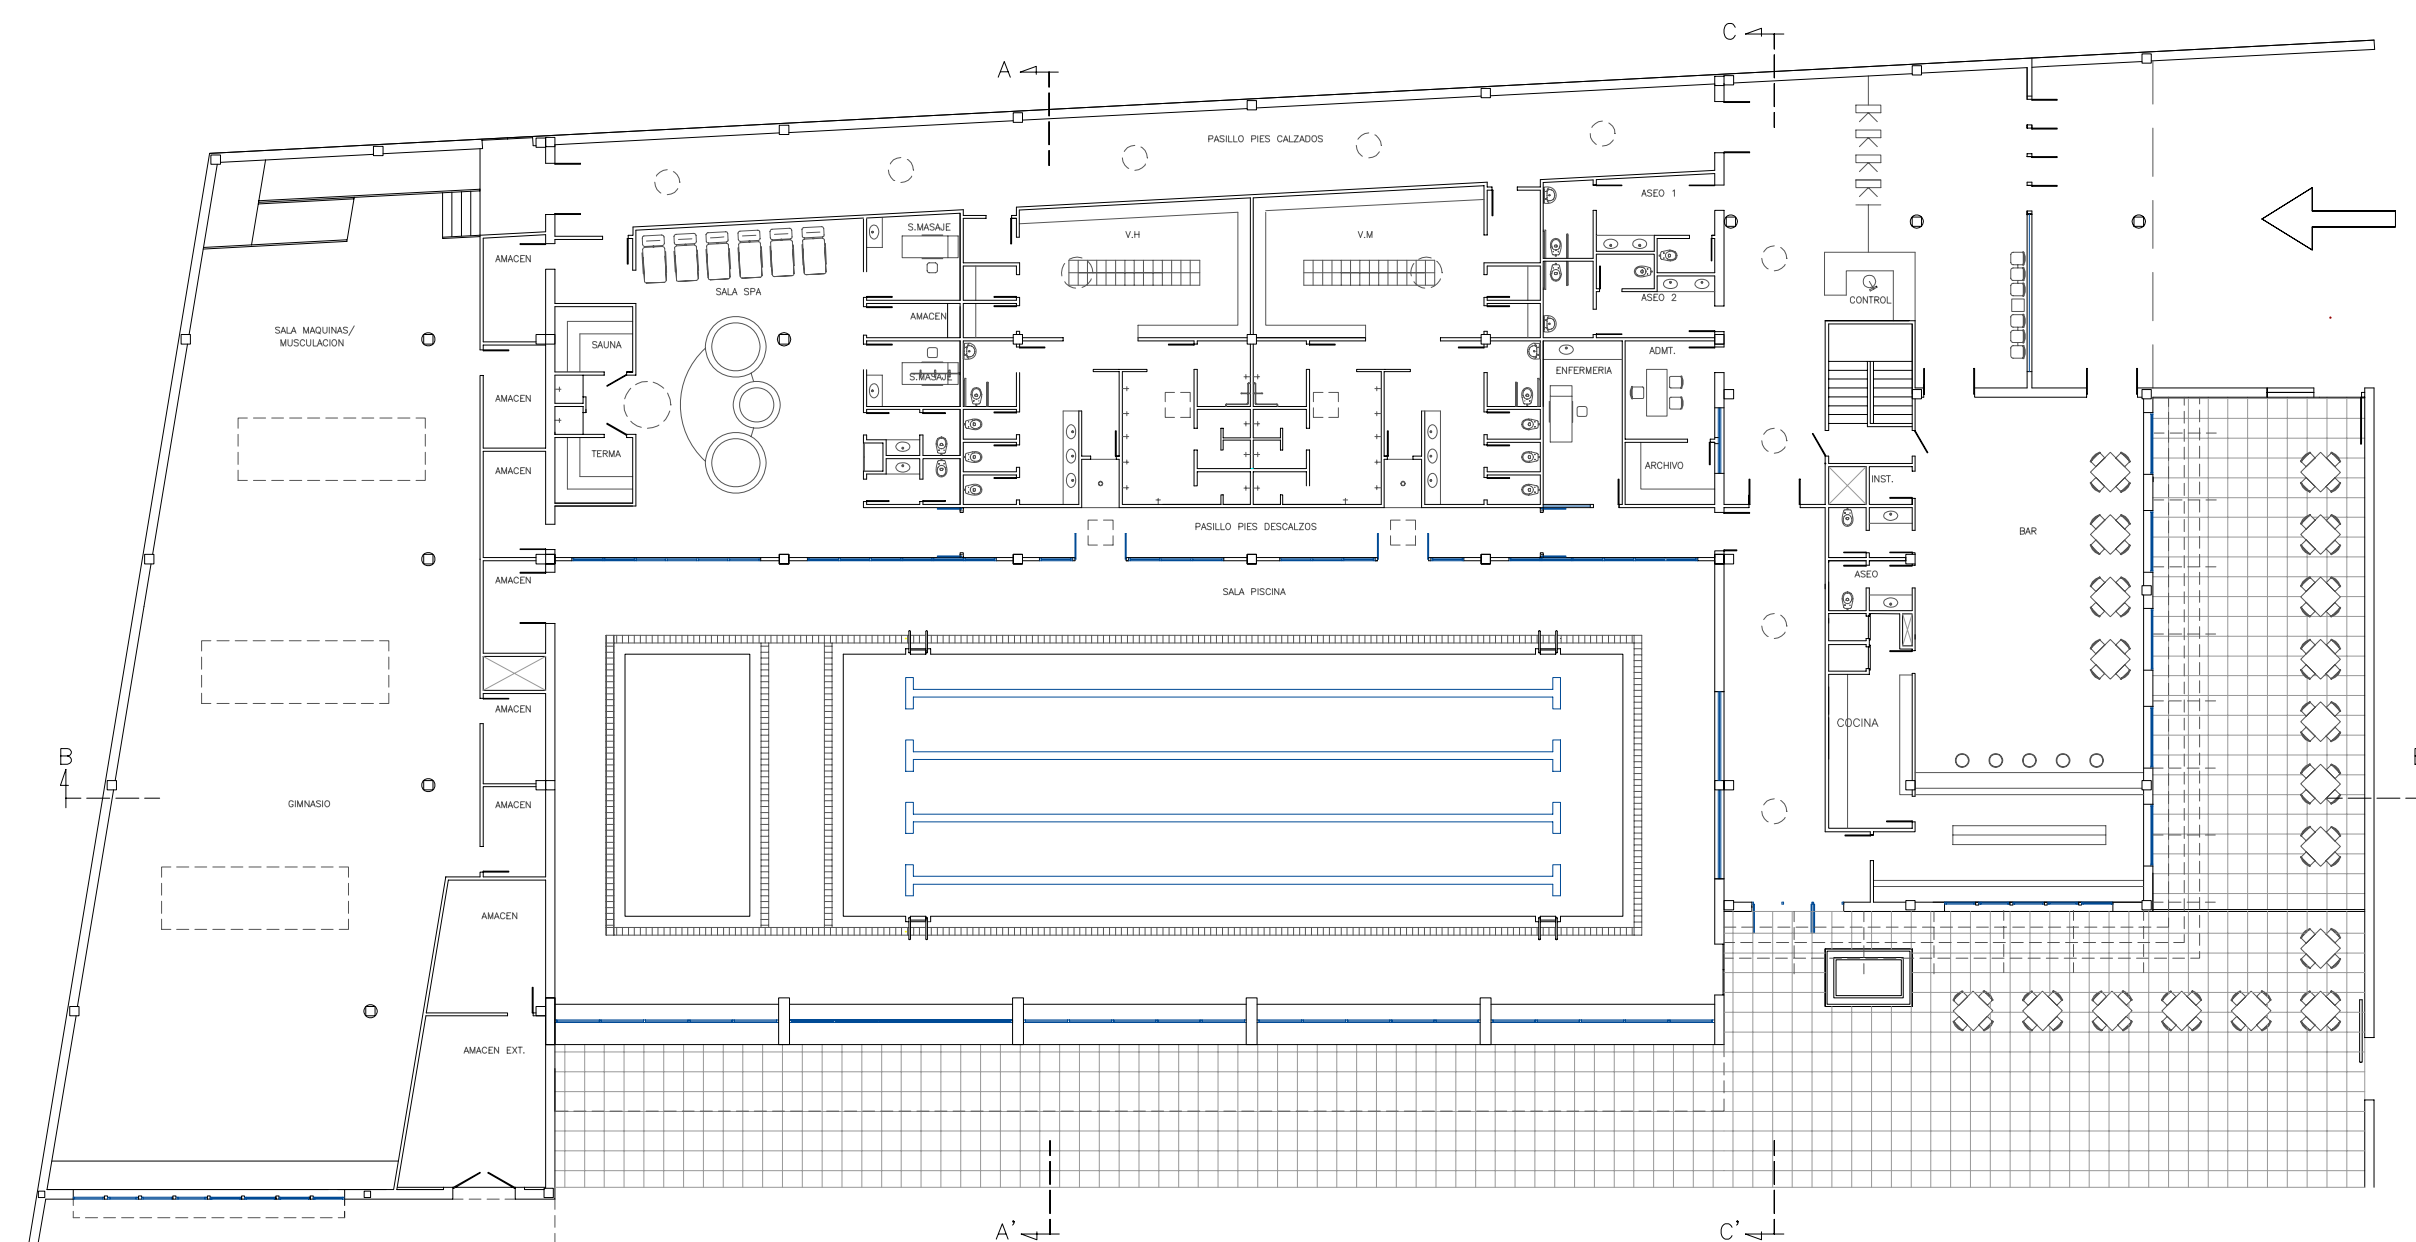 C
A
PASILLO PIES CALZADOS
ASEO 1
S.MASAJE
V.H
V.M
AMACEN
SALA SPA
ASEO 2
CONTROL
AMACEN
SALA MAQUINAS/
MUSCULACION
SAUNA
ADMT.
ENFERMERIA
S.MASAJE
AMACEN
TERMA
ARCHIVO
AMACEN
INST.
PASILLO PIES DESCALZOS
BAR
AMACEN
ASEO
SALA PISCINA
AMACEN
COCINA
B
GIMNASIO
AMACEN
AMACEN
AMACEN EXT.
A'
C'